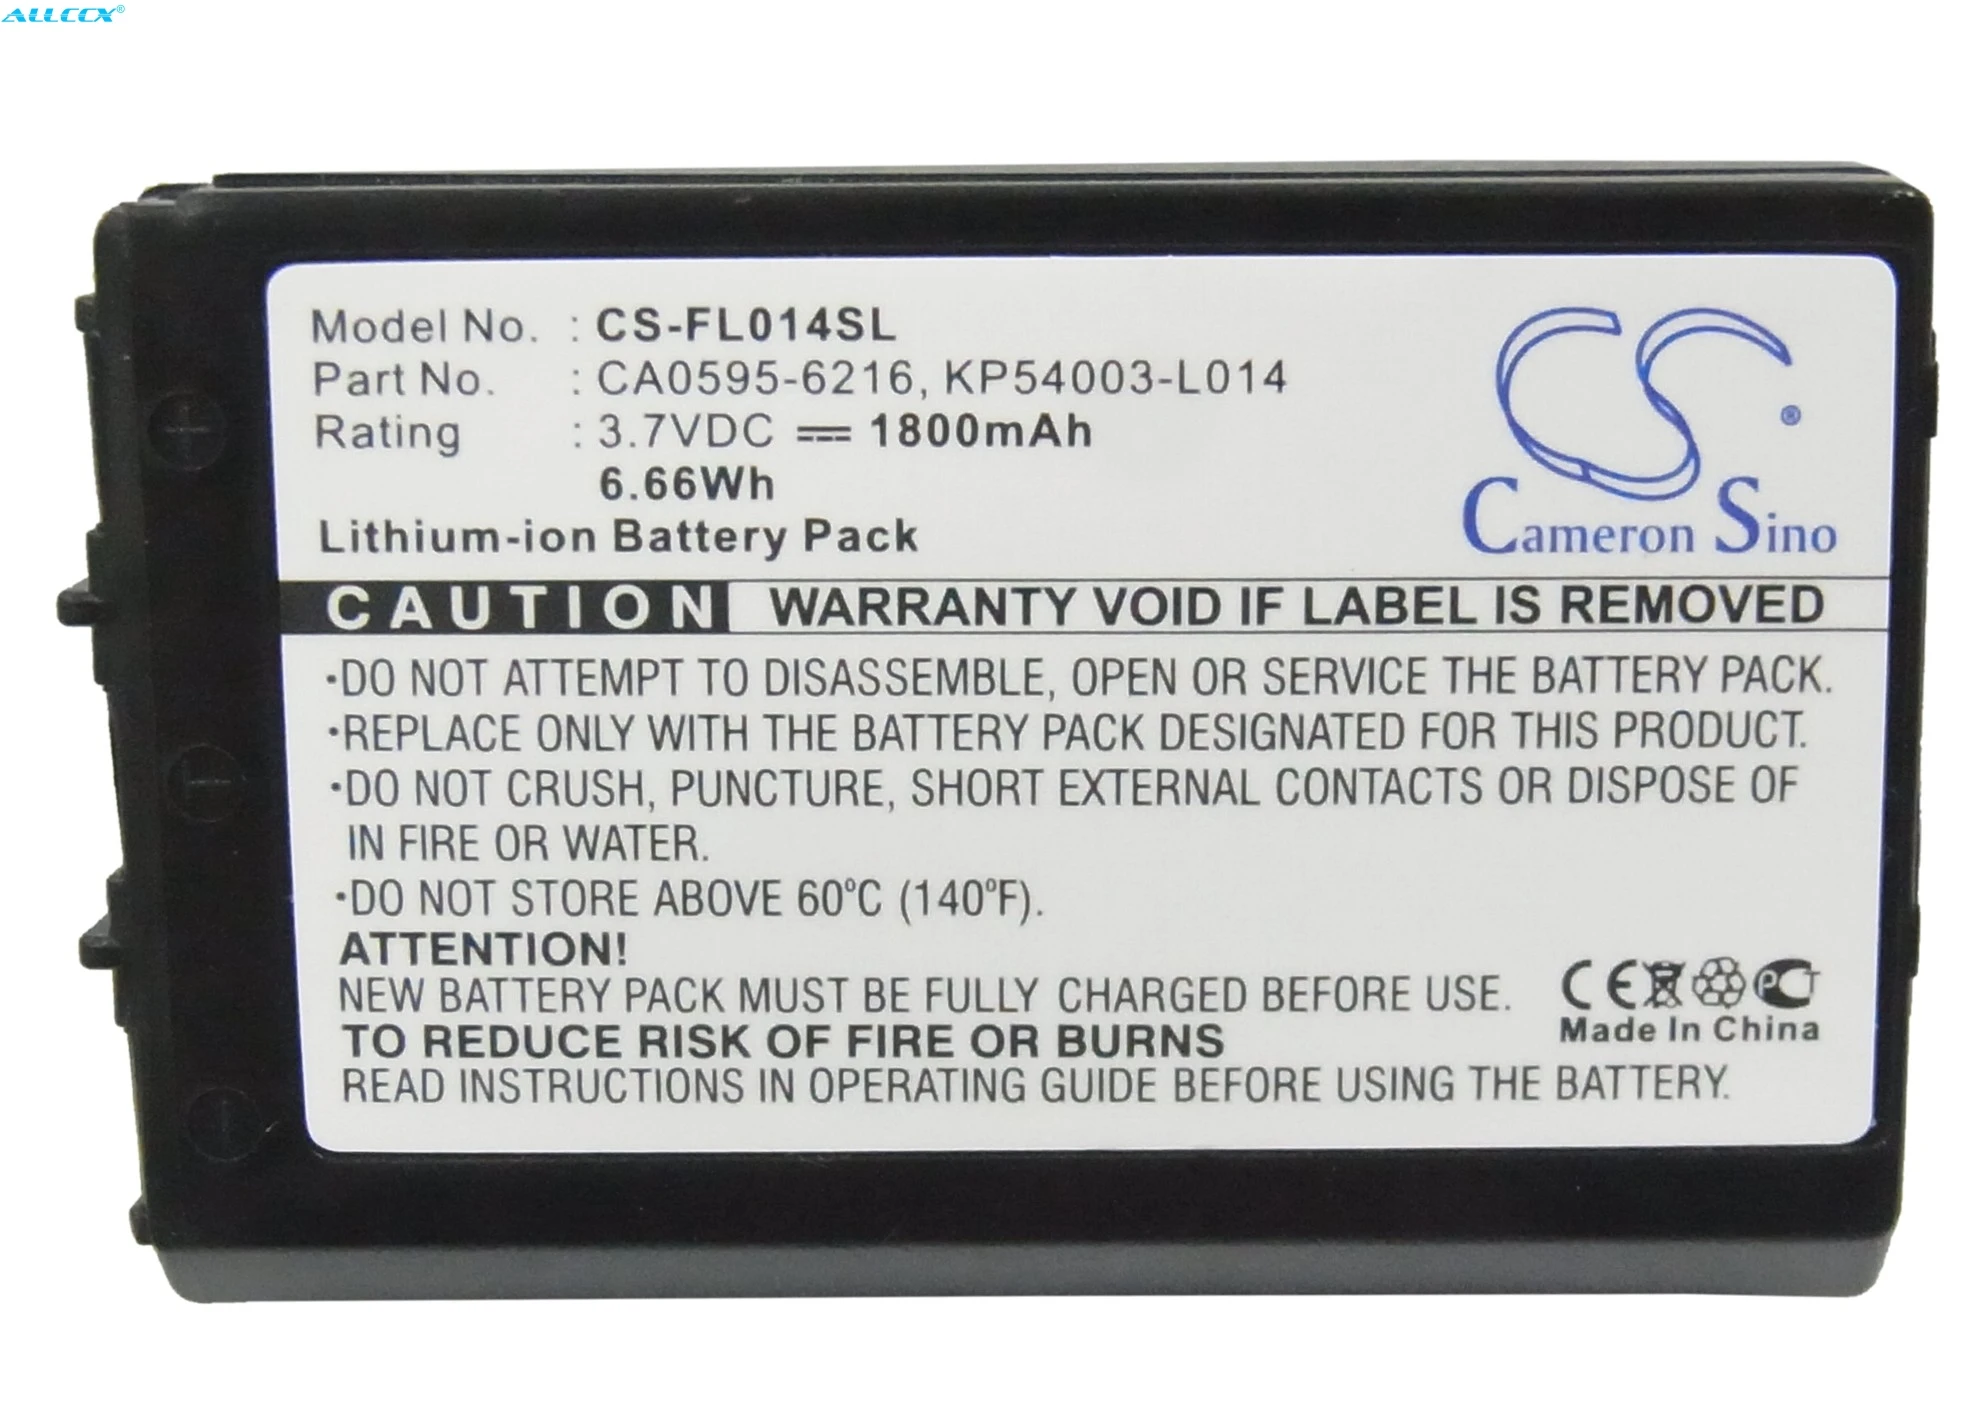 ALLCCX®
Model No. : CS-FL014SL
Part No. : CA0595-6216, KP54003-L014
Rating : 3.7VDC ⎓ 1800mAh
6.66Wh
Lithium-ion Battery Pack
CS®
Cameron Sino
CAUTION WARRANTY VOID IF LABEL IS REMOVED
·DO NOT ATTEMPT TO DISASSEMBLE, OPEN OR SERVICE THE BATTERY PACK.
·REPLACE ONLY WITH THE BATTERY PACK DESIGNATED FOR THIS PRODUCT.
·DO NOT CRUSH, PUNCTURE, SHORT EXTERNAL CONTACTS OR DISPOSE OF
IN FIRE OR WATER.
·DO NOT STORE ABOVE 60°C (140°F).
ATTENTION!
NEW BATTERY PACK MUST BE FULLY CHARGED BEFORE USE.
TO REDUCE RISK OF FIRE OR BURNS
READ INSTRUCTIONS IN OPERATING GUIDE BEFORE USING THE BATTERY.
CE PCT
Made In China